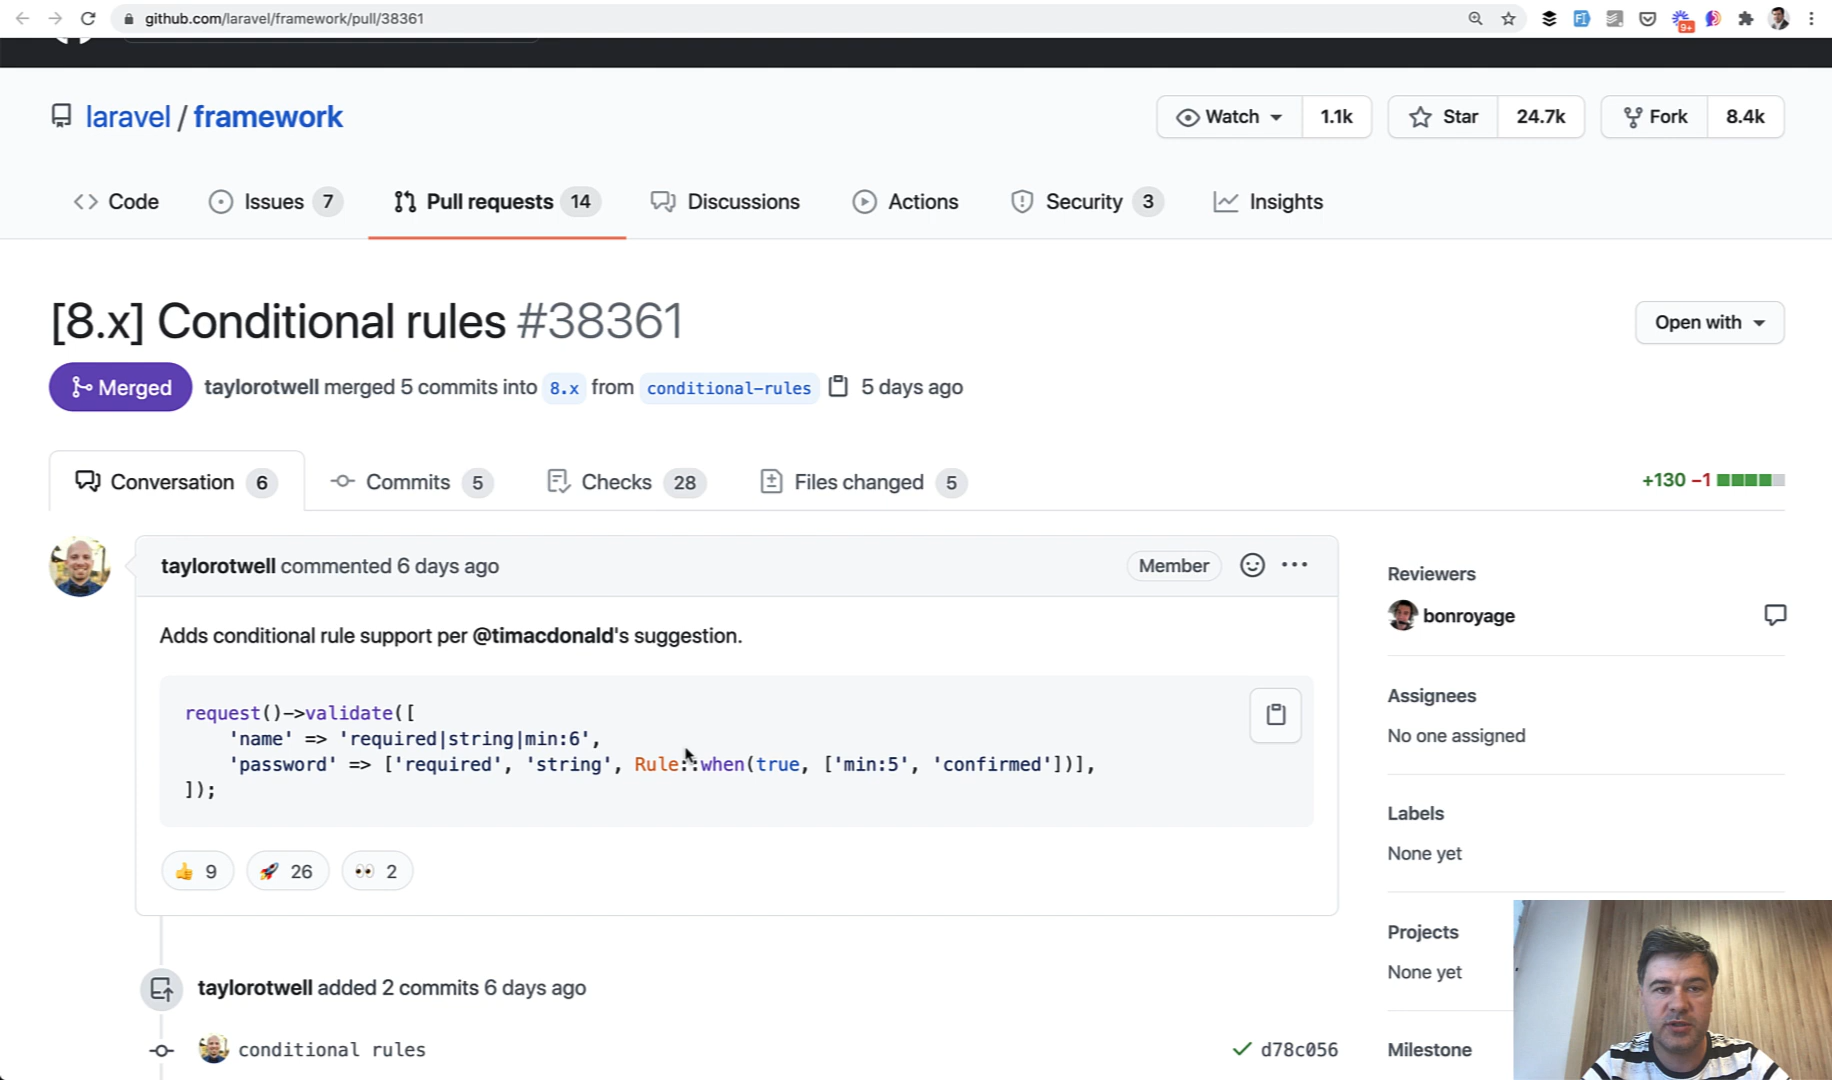 github.com/laravel/framework/pull/38361
9+
laravel / framework
Watch 1.1k Star 24.7k Fork 8.4k
Code Issues 7 Pull requests 14 Discussions Actions Security 3 Insights
[8.x] Conditional rules #38361
Open with
Merged taylorotwell merged 5 commits into 8.x from conditional-rules 5 days ago
Conversation 6 Commits 5 Checks 28 Files changed 5
+130 −1
taylorotwell commented 6 days ago
Member
Adds conditional rule support per @timacdonald's suggestion.
request()->validate([
'name' => 'required|string|min:6',
'password' => ['required', 'string', Rule::when(true, ['min:5', 'confirmed'])],
]);
👍 9 🚀 26 👀 2
taylorotwell added 2 commits 6 days ago
conditional rules
d78c056
Reviewers
bonroyage
Assignees
No one assigned
Labels
None yet
Projects
None yet
Milestone